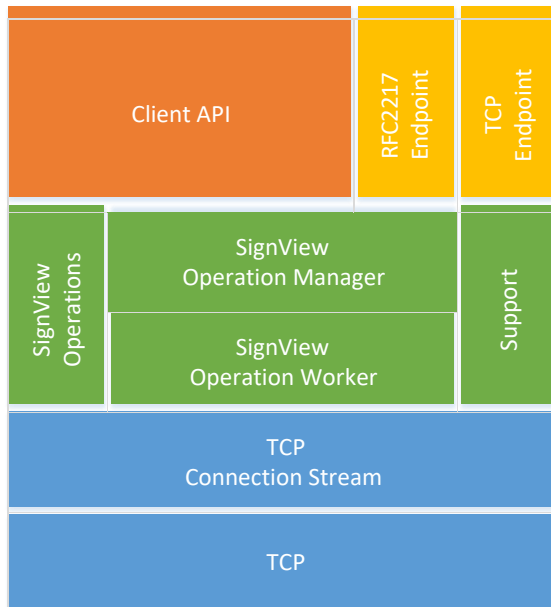 Client API
RFC2217
Endpoint
TCP
Endpoint
SignView
Operations
SignView
Operation Manager
SignView
Operation Worker
Support
TCP
Connection Stream
TCP